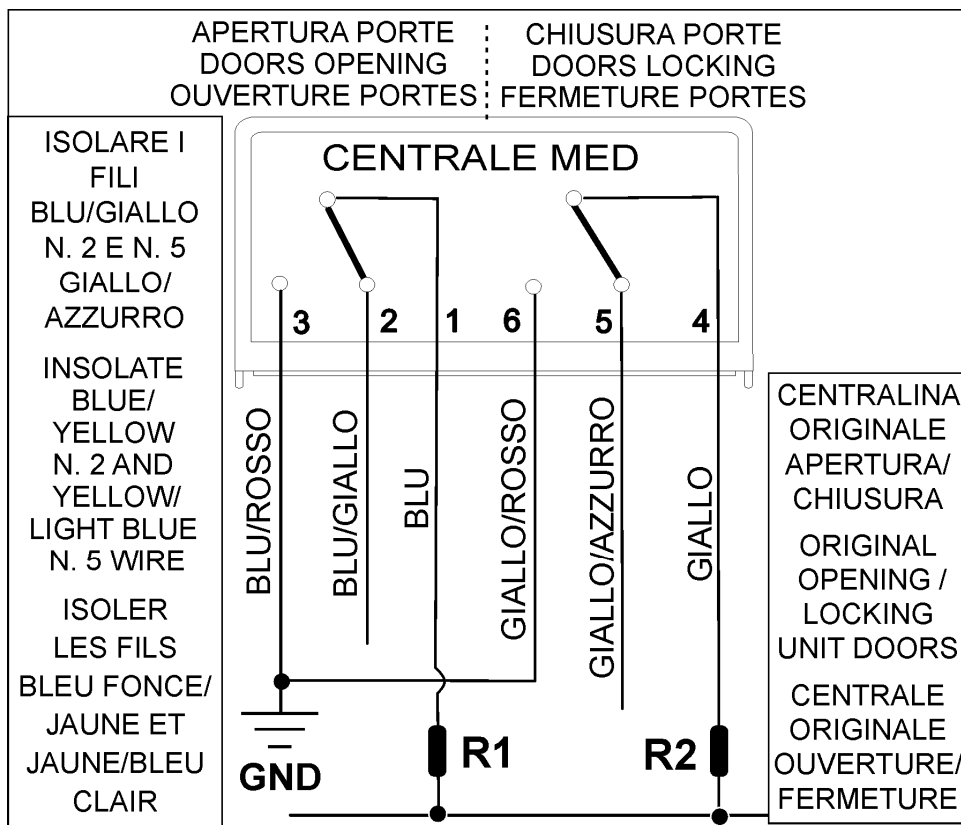 APERTURA PORTE
DOORS OPENING
OUVERTURE PORTES
CHIUSURA PORTE
DOORS LOCKING
FERMETURE PORTES
ISOLARE I
FILI
BLU/GIALLO
N. 2 E N. 5
GIALLO/
AZZURRO
INSOLATE
BLUE/
YELLOW
N. 2 AND
YELLOW/
LIGHT BLUE
N. 5 WIRE
ISOLER
LES FILS
BLEU FONCE/
JAUNE ET
JAUNE/BLEU
CLAIR
CENTRALE MED
3
2
1
6
5
4
BLU/ROSSO
BLU/GIALLO
BLU
GIALLO/ROSSO
GIALLO/AZZURRO
GIALLO
GND
R1
R2
CENTRALINA
ORIGINALE
APERTURA/
CHIUSURA
ORIGINAL
OPENING /
LOCKING
UNIT DOORS
CENTRALE
ORIGINALE
OUVERTURE/
FERMETURE